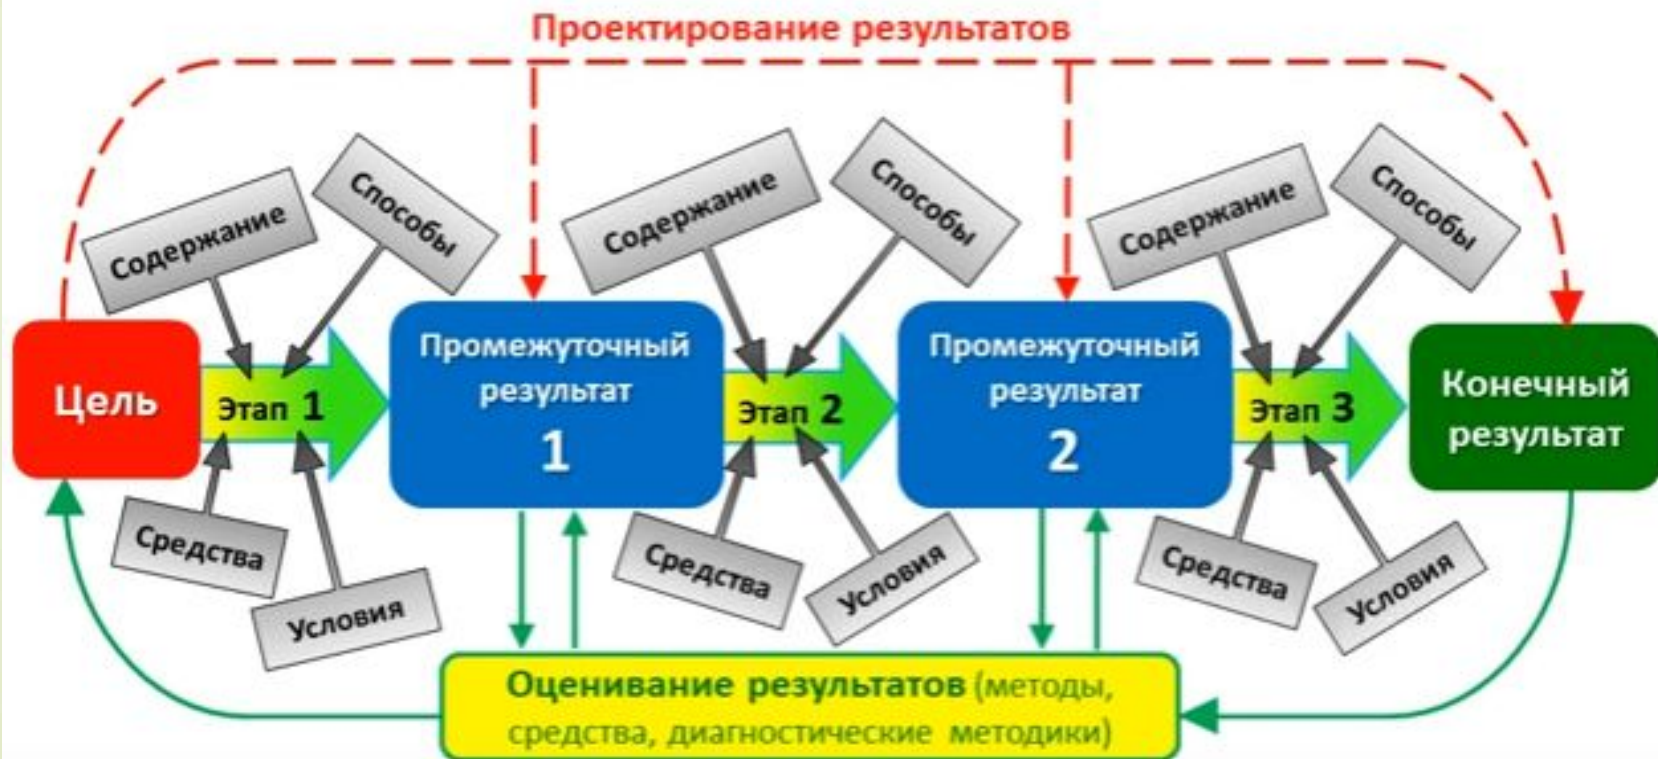 Проектирование результатов
Содержание
Способы
Содержание
Способы
Содержание
Способы
Цель
Этап 1
Промежуточный
результат
1
Этап 2
Промежуточный
результат
2
Этап 3
Конечный
результат
Средства
Условия
Средства
Условия
Средства
Условия
Оценивание результатов (методы,
средства, диагностические методики)